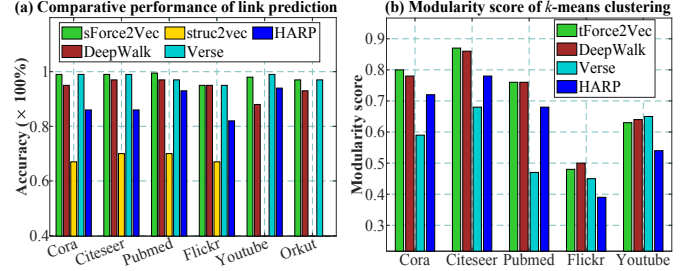 (a) Comparative performance of link prediction
sForce2Vec struc2vec HARP
DeepWalk Verse
Accuracy (× 100%)
1
0.8
0.6
0.4
Cora Citeseer Pubmed Flickr Youtube Orkut
(b) Modularity score of k-means clustering
tForce2Vec
DeepWalk
Verse
HARP
Modularity score
0.9
0.8
0.7
0.6
0.5
0.4
0.3
Cora Citeseer Pubmed Flickr Youtube